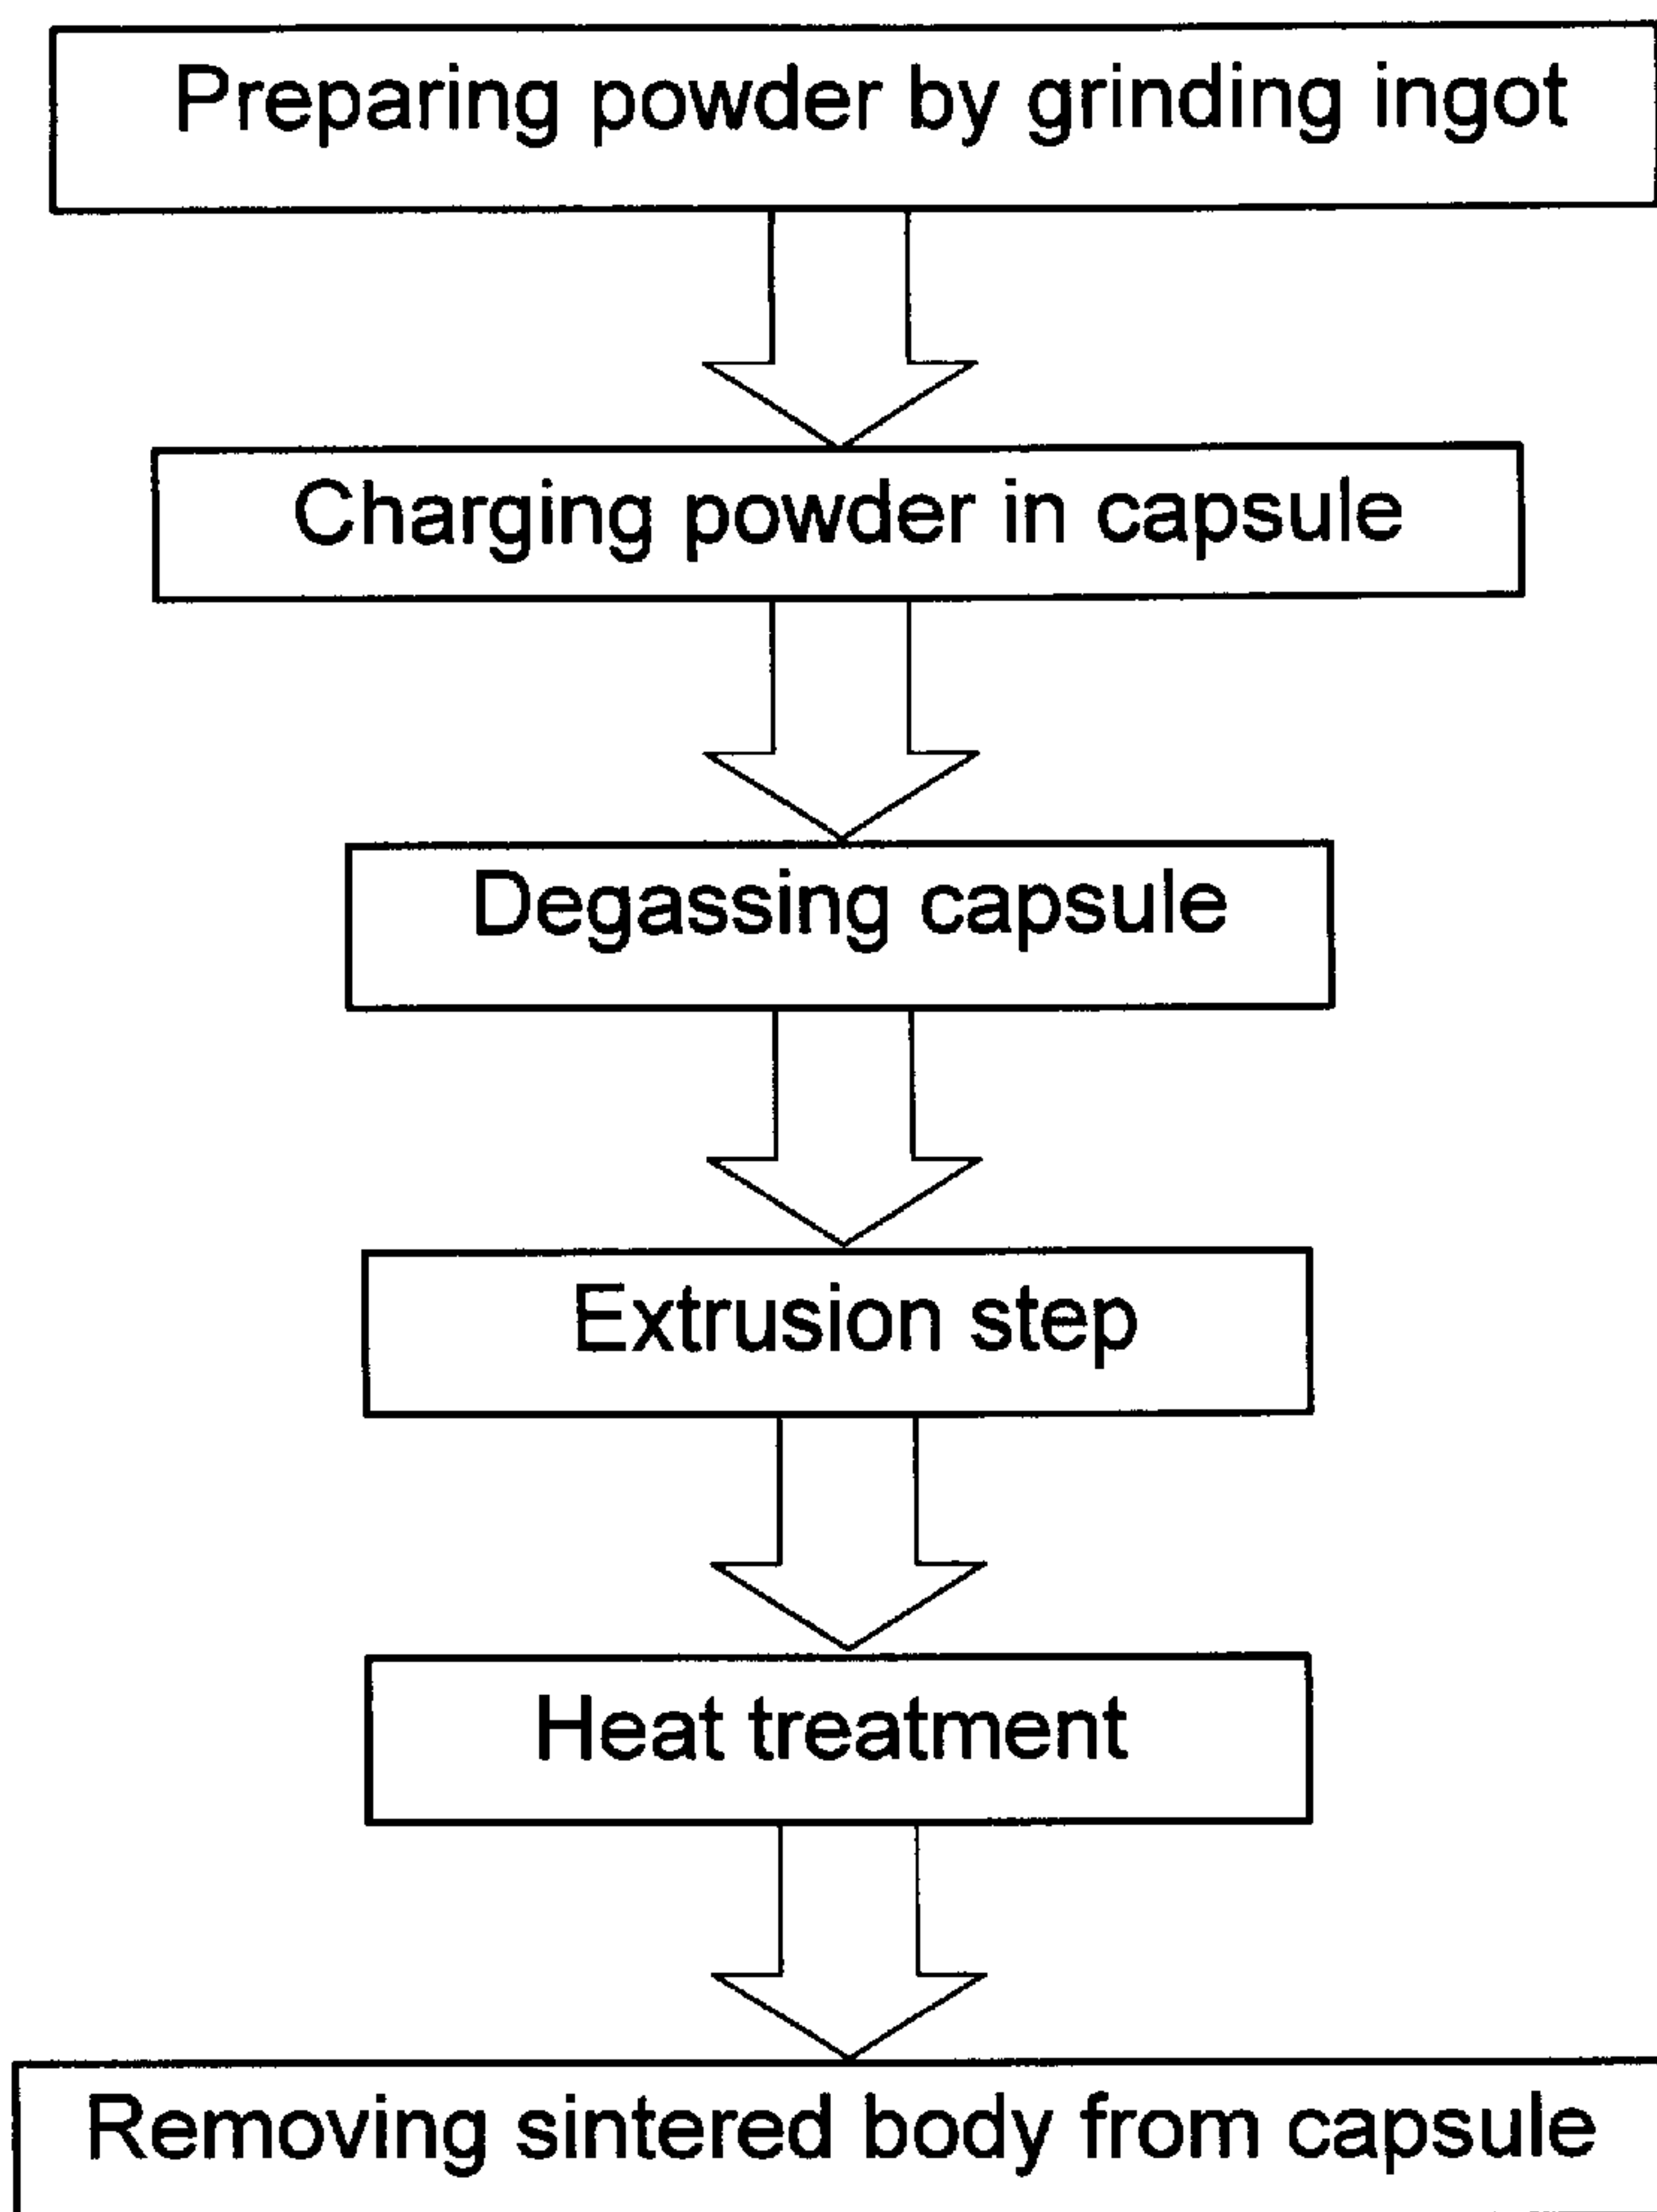 Preparing powder by grinding ingot
Charging powder in capsule
Degassing capsule
Extrusion step
Heat treatment
Removing sintered body from capsule